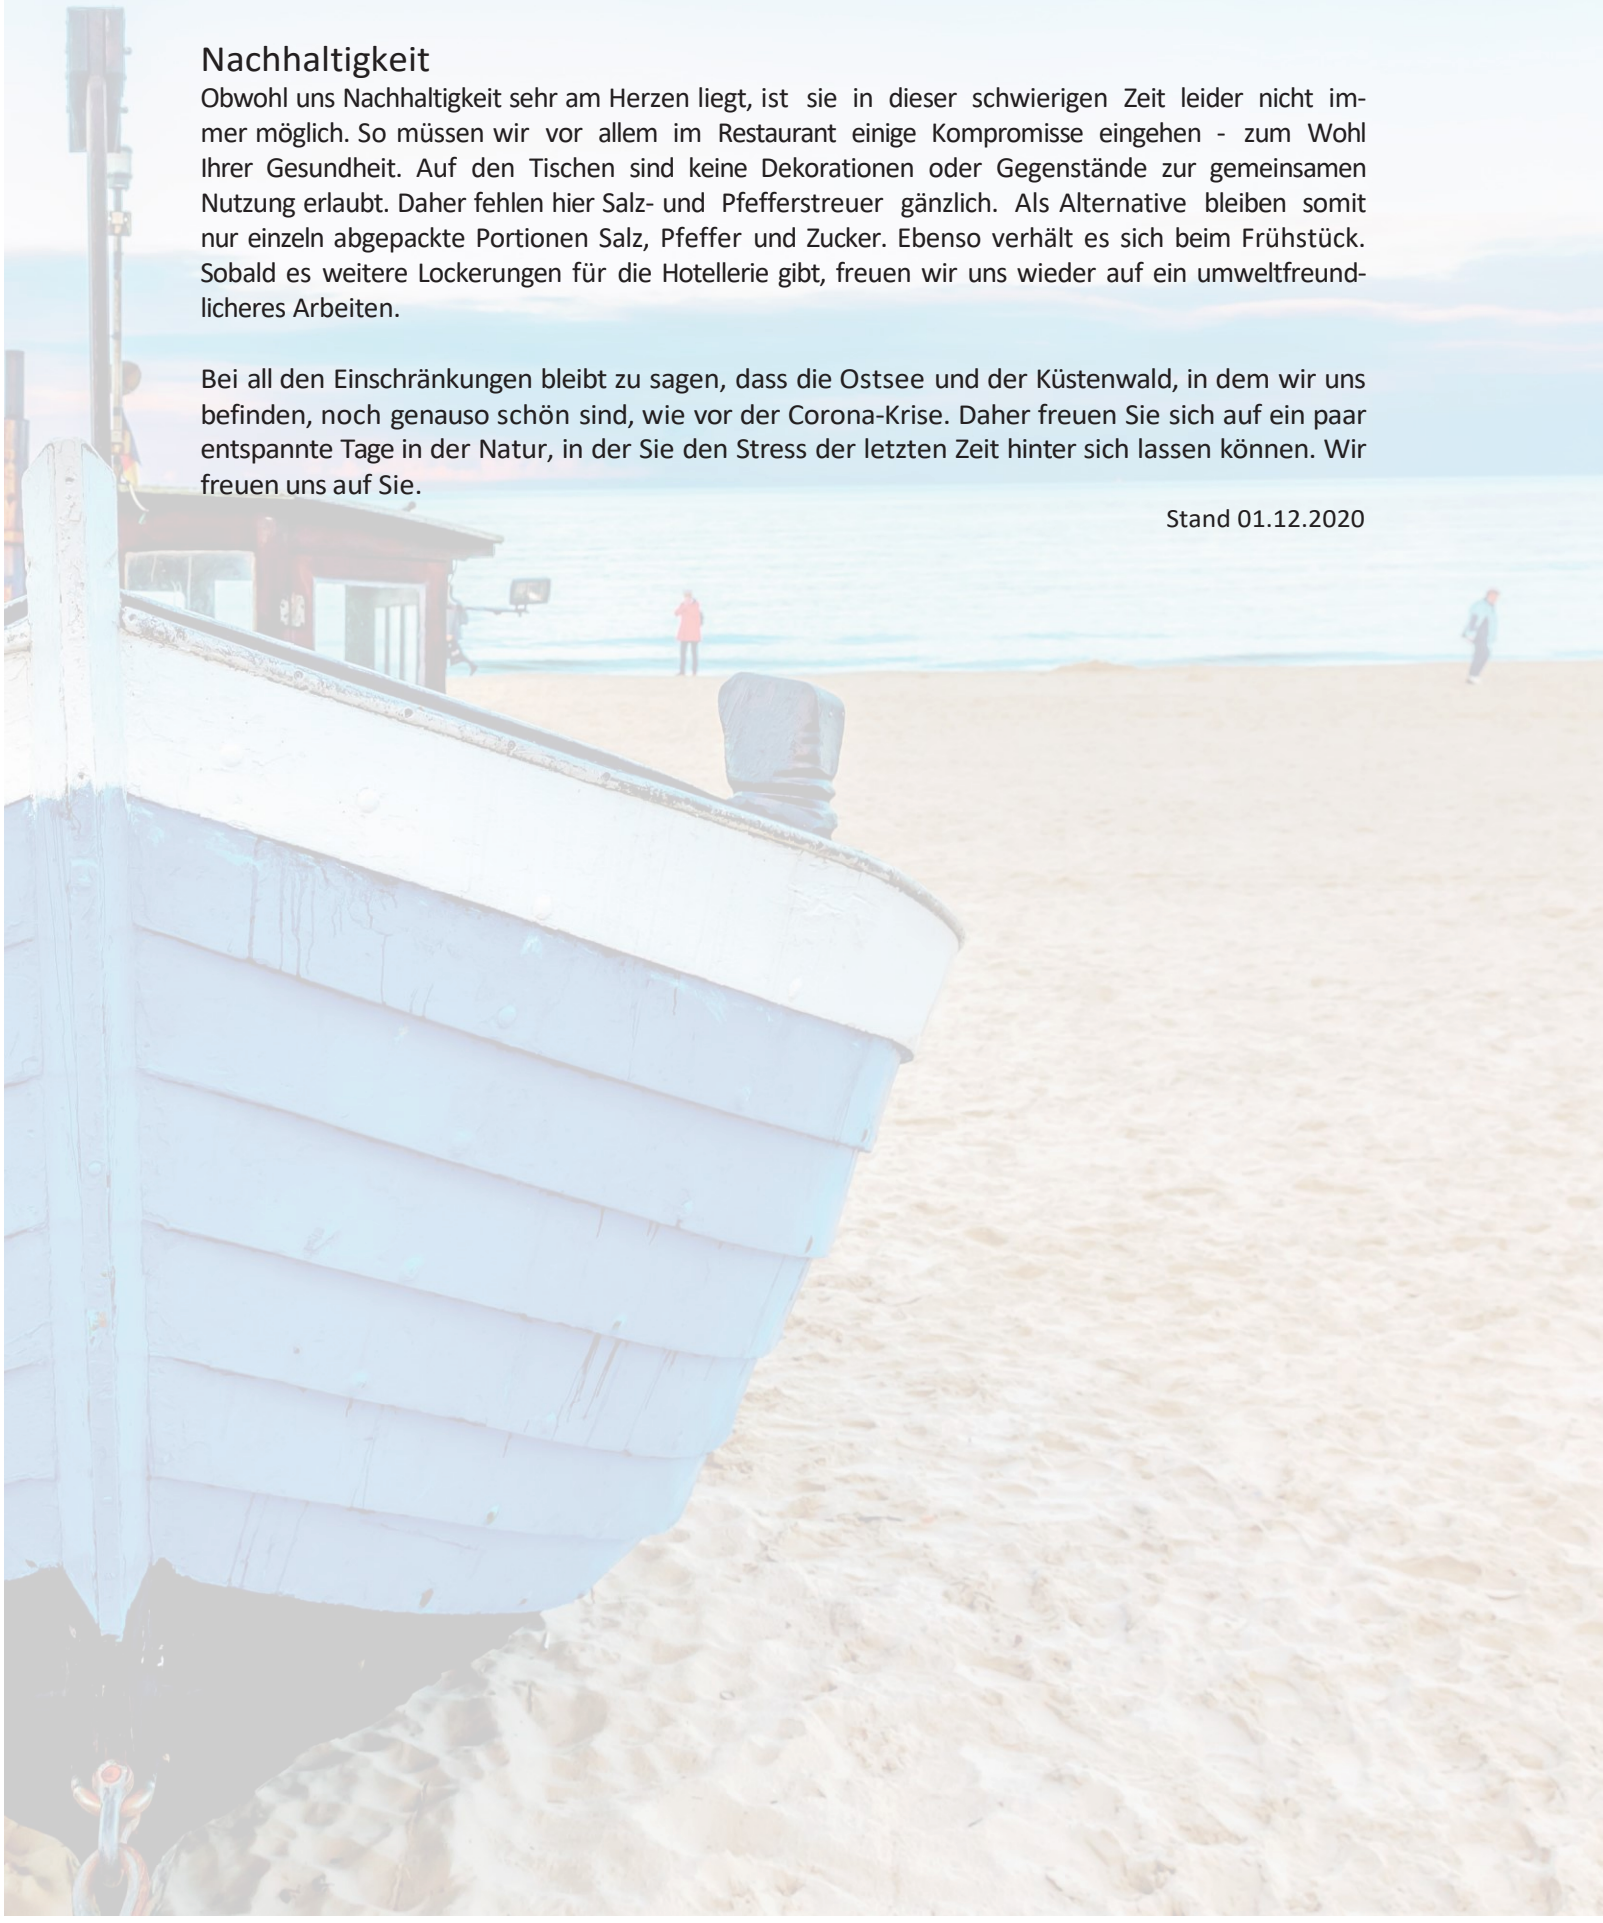 Nachhaltigkeit
Obwohl uns Nachhaltigkeit sehr am Herzen liegt, ist sie in dieser schwierigen Zeit leider nicht im-
mer möglich. So müssen wir vor allem im Restaurant einige Kompromisse eingehen - zum Wohl
Ihrer Gesundheit. Auf den Tischen sind keine Dekorationen oder Gegenstände zur gemeinsamen
Nutzung erlaubt. Daher fehlen hier Salz- und Pfefferstreuer gänzlich. Als Alternative bleiben somit
nur einzeln abgepackte Portionen Salz, Pfeffer und Zucker. Ebenso verhält es sich beim Frühstück.
Sobald es weitere Lockerungen für die Hotellerie gibt, freuen wir uns wieder auf ein umweltfreund-
licheres Arbeiten.
Bei all den Einschränkungen bleibt zu sagen, dass die Ostsee und der Küstenwald, in dem wir uns
befinden, noch genauso schön sind, wie vor der Corona-Krise. Daher freuen Sie sich auf ein paar
entspannte Tage in der Natur, in der Sie den Stress der letzten Zeit hinter sich lassen können. Wir
freuen uns auf Sie.
Stand 01.12.2020